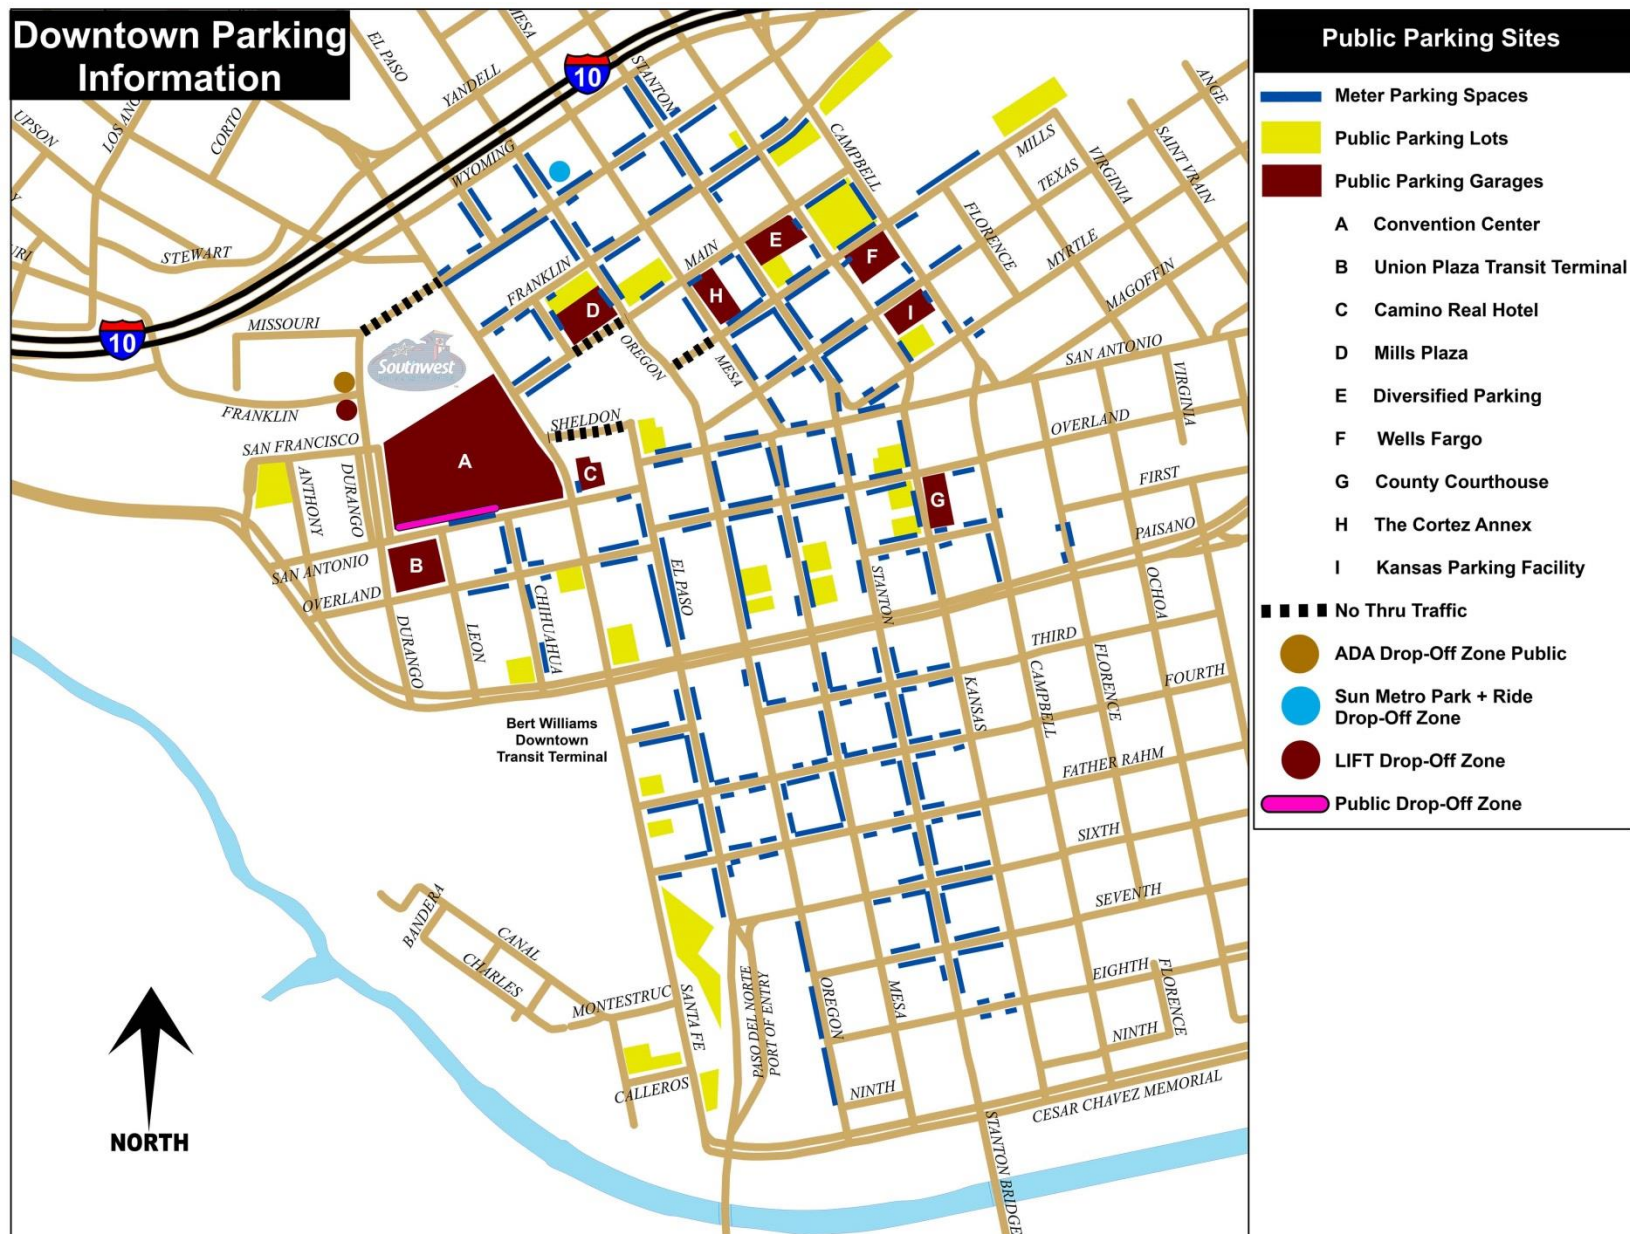 Downtown Parking
Information
Public Parking Sites
Meter Parking Spaces
Public Parking Lots
Public Parking Garages
A Convention Center
B Union Plaza Transit Terminal
C Camino Real Hotel
D Mills Plaza
E Diversified Parking
F Wells Fargo
G County Courthouse
H The Cortez Annex
I Kansas Parking Facility
No Thru Traffic
ADA Drop-Off Zone Public
Sun Metro Park + Ride
Drop-Off Zone
LIFT Drop-Off Zone
Public Drop-Off Zone
EL PASO
MESA
YANDELL
10
STANTON
UPSON
LOS ANG
CORTO
WYOMING
CAMPBELL
MILLS
VIRGINIA
SAINT VRAIN
ANGE
TEXAS
FLORENCE
MYRTLE
MAGOFFIN
STEWART
URI
FRANKLIN
MAIN
E
F
H
I
D
MISSOURI
10
Southwest
OREGON
MESA
SAN ANTONIO
VIRGINIA
FRANKLIN
SHELDON
OVERLAND
SAN FRANCISCO
A
C
G
FIRST
ANTHONY
DURANGO
PAISANO
B
SAN ANTONIO
OVERLAND
EL PASO
STANTON
OCHOA
CHIHUAHUA
LEON
DURANGO
THIRD
FLORENCE
FOURTH
CAMPBELL
KANSAS
Bert Williams
Downtown
Transit Terminal
FATHER RAHM
SIXTH
SEVENTH
BANDERA
CANAL
CHARLES
MONTESTRUC
SANTA FE
PASO DEL NORTE
PORT OF ENTRY
OREGON
MESA
EIGHTH
FLORENCE
NINTH
CALLEROS
NINTH
CESAR CHAVEZ MEMORIAL
STANTON BRIDGE
NORTH